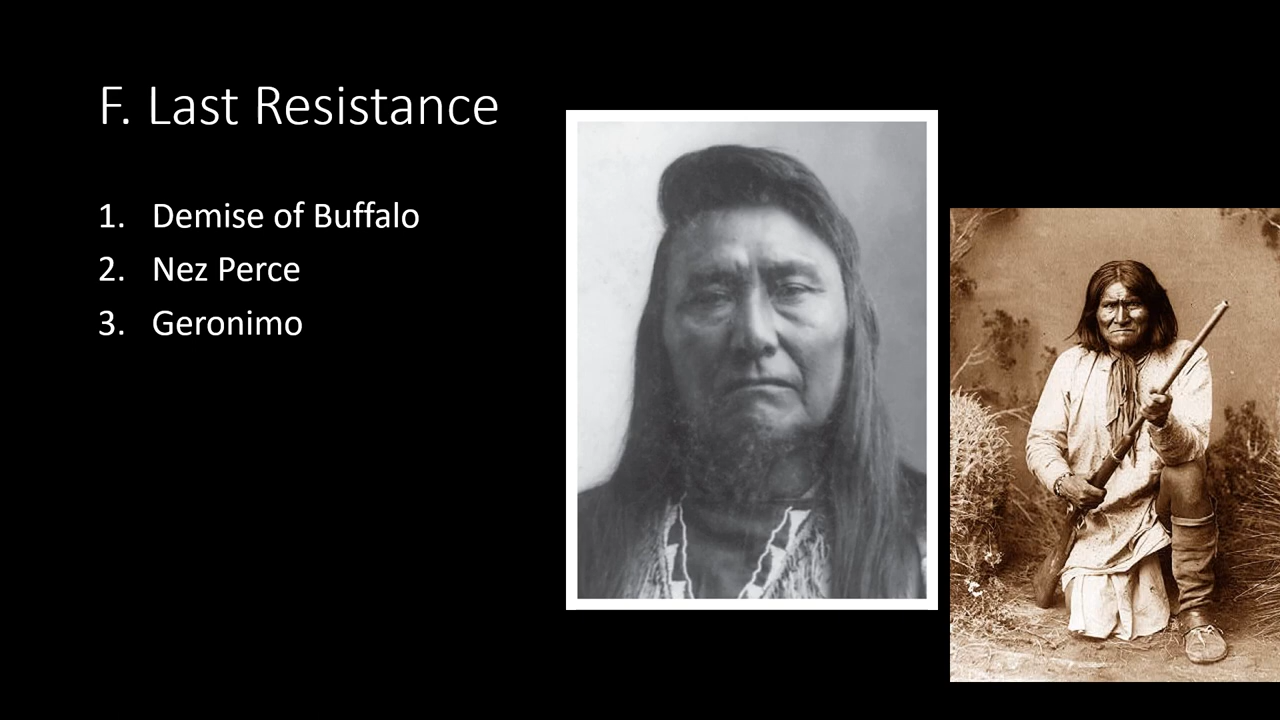 F. Last Resistance
1. Demise of Buffalo
2. Nez Perce
3. Geronimo